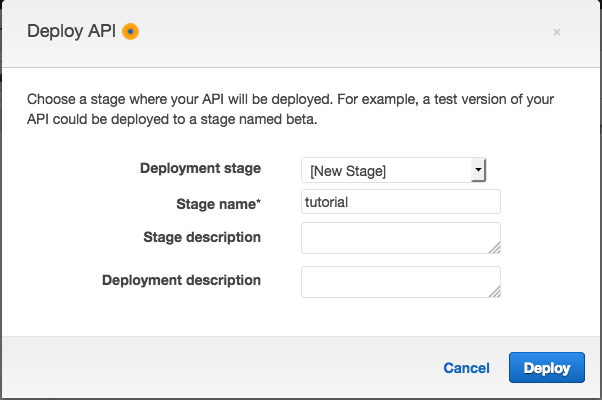 Deploy API
×
Choose a stage where your API will be deployed. For example, a test version of your
API could be deployed to a stage named beta.
Deployment stage [New Stage]
Stage name* tutorial
Stage description
Deployment description
Cancel Deploy